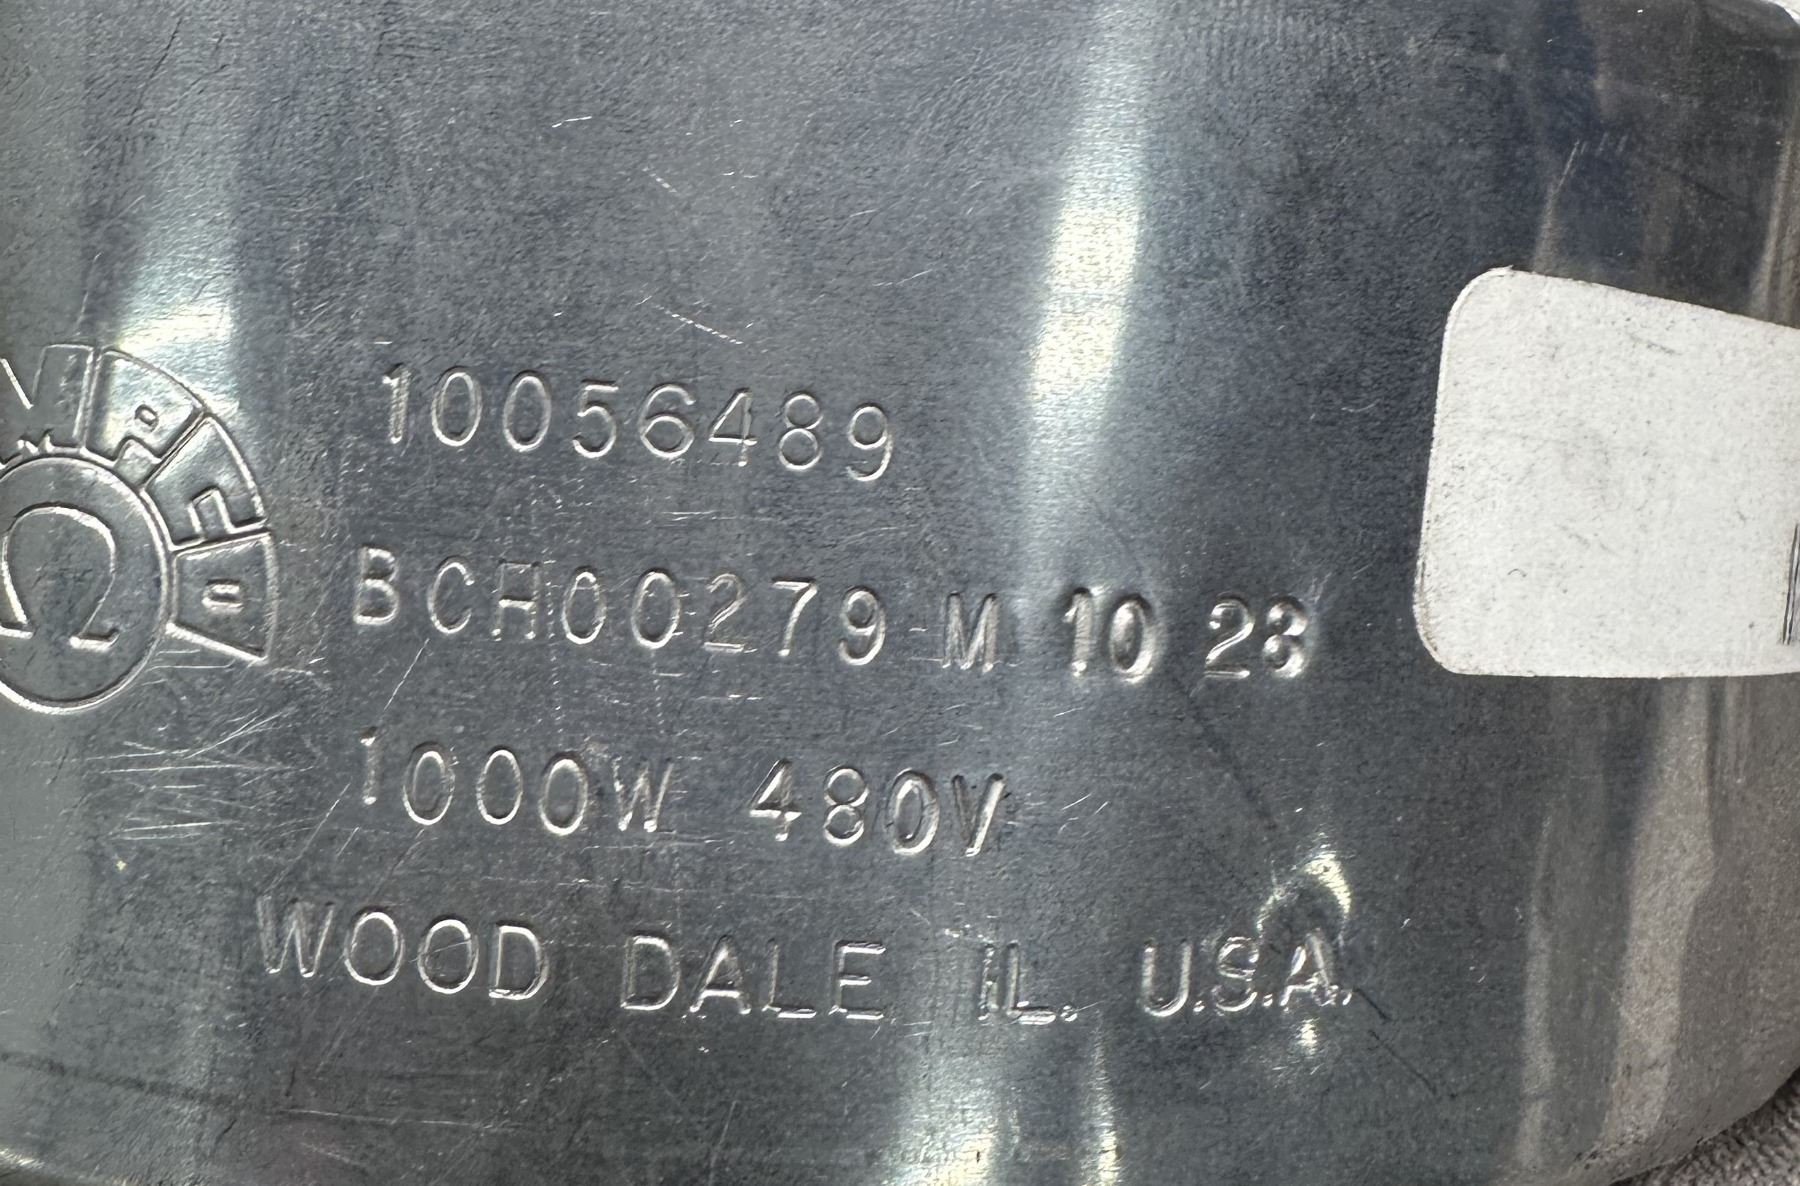 10056489
BCH00279 M 10 23
1000W 480V
WOOD DALE IL. U.S.A.